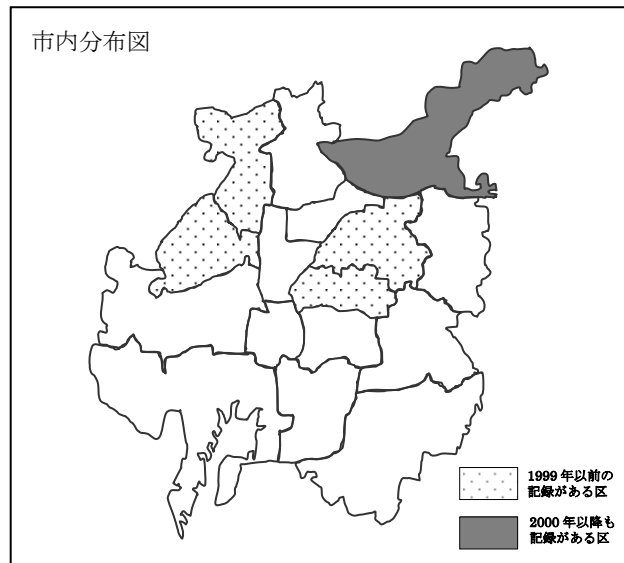 市内分布図
1999 年以前の
記録がある区
2000 年以降も
記録がある区